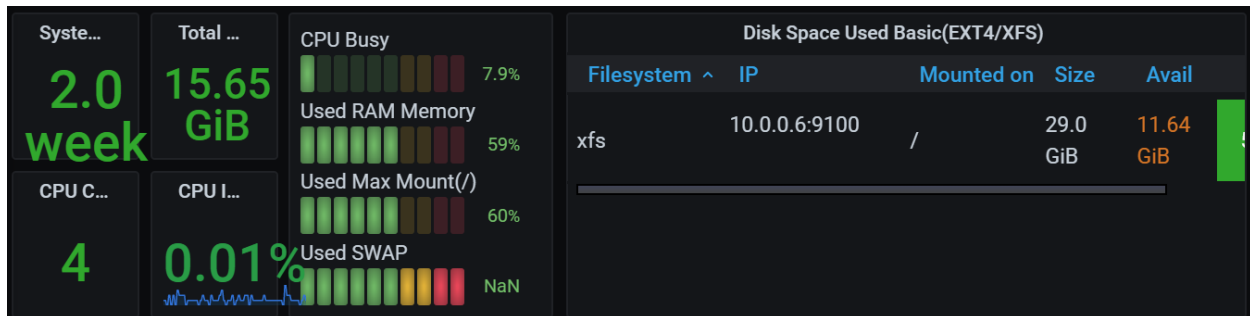 Syste...
2.0
week
Total ...
15.65
GiB
CPU C...
4
CPU I...
0.01%
CPU Busy
7.9%
Used RAM Memory
59%
Used Max Mount(/)
60%
Used SWAP
NaN
Disk Space Used Basic(EXT4/XFS)
Filesystem IP Mounted on Size Avail
xfs 10.0.0.6:9100 / 29.0 GiB 11.64 GiB